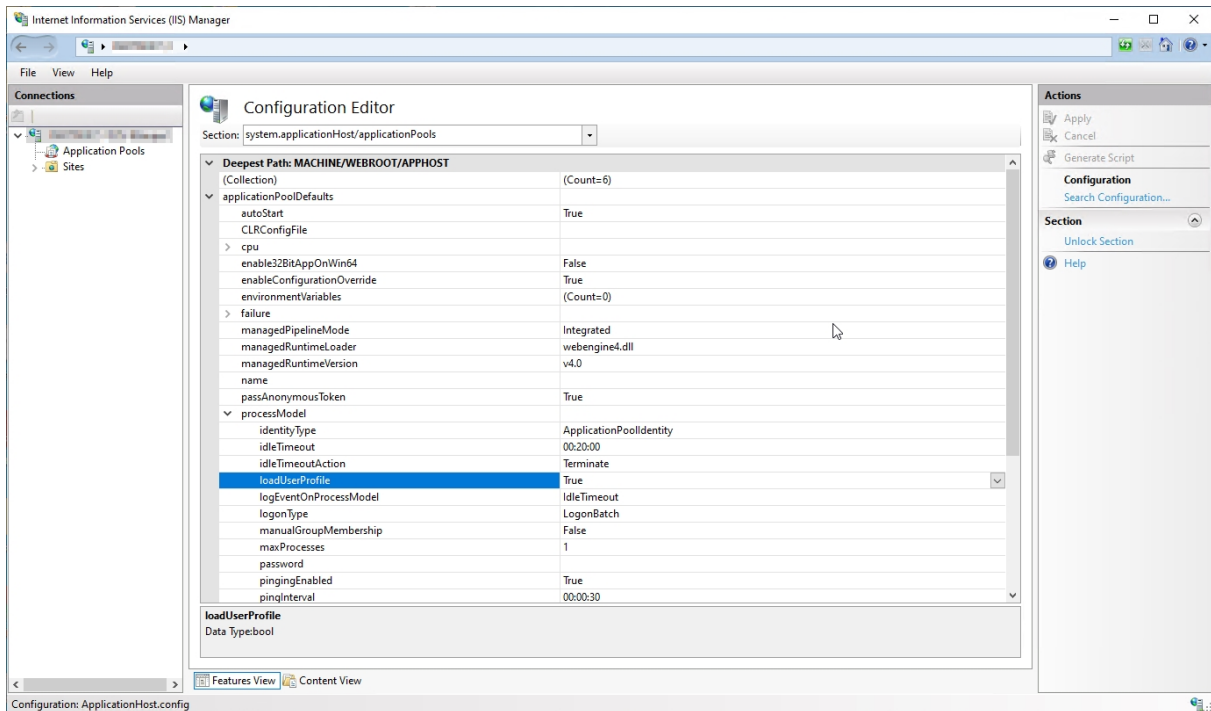 Internet Information Services (IIS) Manager
File View Help
Connections
Application Pools
Sites
Configuration Editor
Section: system.applicationHost/applicationPools
Deepest Path: MACHINE/WEBROOT/APPHOST
(Collection) (Count=6)
applicationPoolDefaults
autoStart True
CLRConfigFile
cpu
enable32BitAppOnWin64 False
enableConfigurationOverride True
environmentVariables (Count=0)
failure
managedPipelineMode Integrated
managedRuntimeLoader webengine4.dll
managedRuntimeVersion v4.0
name
passAnonymousToken True
processModel
identityType ApplicationPoolIdentity
idleTimeout 00:20:00
idleTimeoutAction Terminate
loadUserProfile True
logEventOnProcessModel IdleTimeout
logonType LogonBatch
manualGroupMembership False
maxProcesses 1
password
pingingEnabled True
pingInterval 00:00:30
loadUserProfile
Data Type:bool
Features View Content View
Actions
Apply
Cancel
Generate Script
Configuration
Search Configuration...
Section
Unlock Section
Help
Configuration: ApplicationHost.config